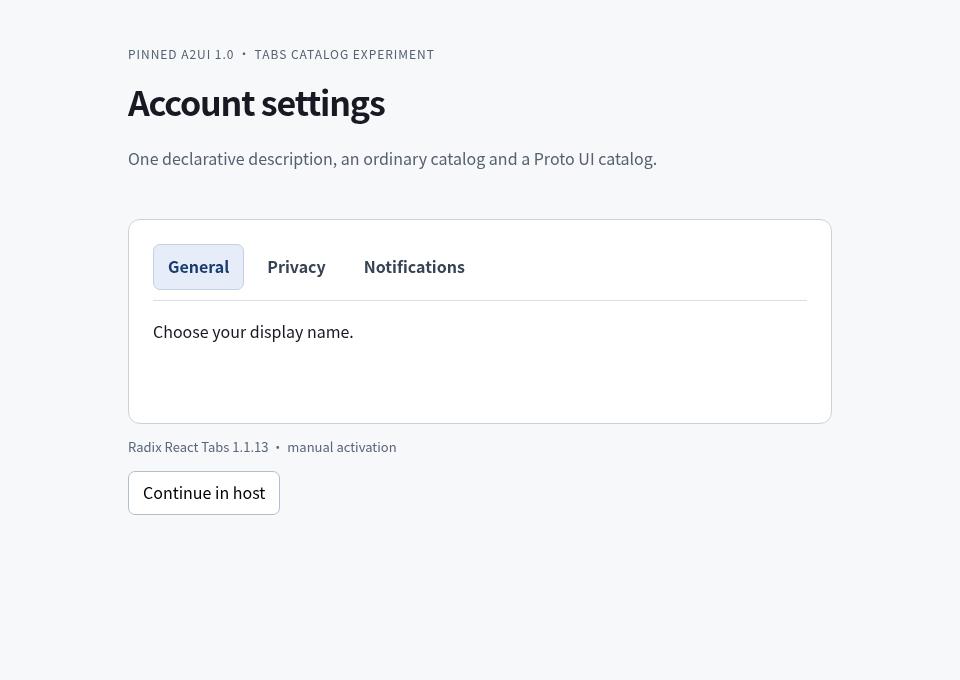 PINNED A2UI 1.0 • TABS CATALOG EXPERIMENT
Account settings
One declarative description, an ordinary catalog and a Proto UI catalog.
General Privacy Notifications
Choose your display name.
Radix React Tabs 1.1.13 • manual activation
Continue in host